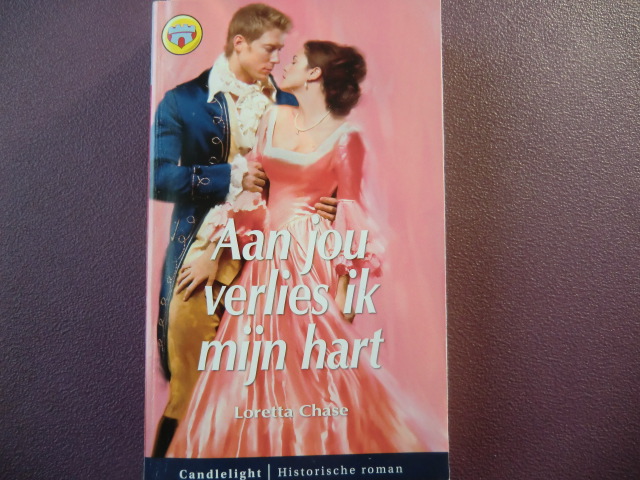 Aan jou
verlies ik
mijn hart
Loretta Chase
Candlelight | Historische roman